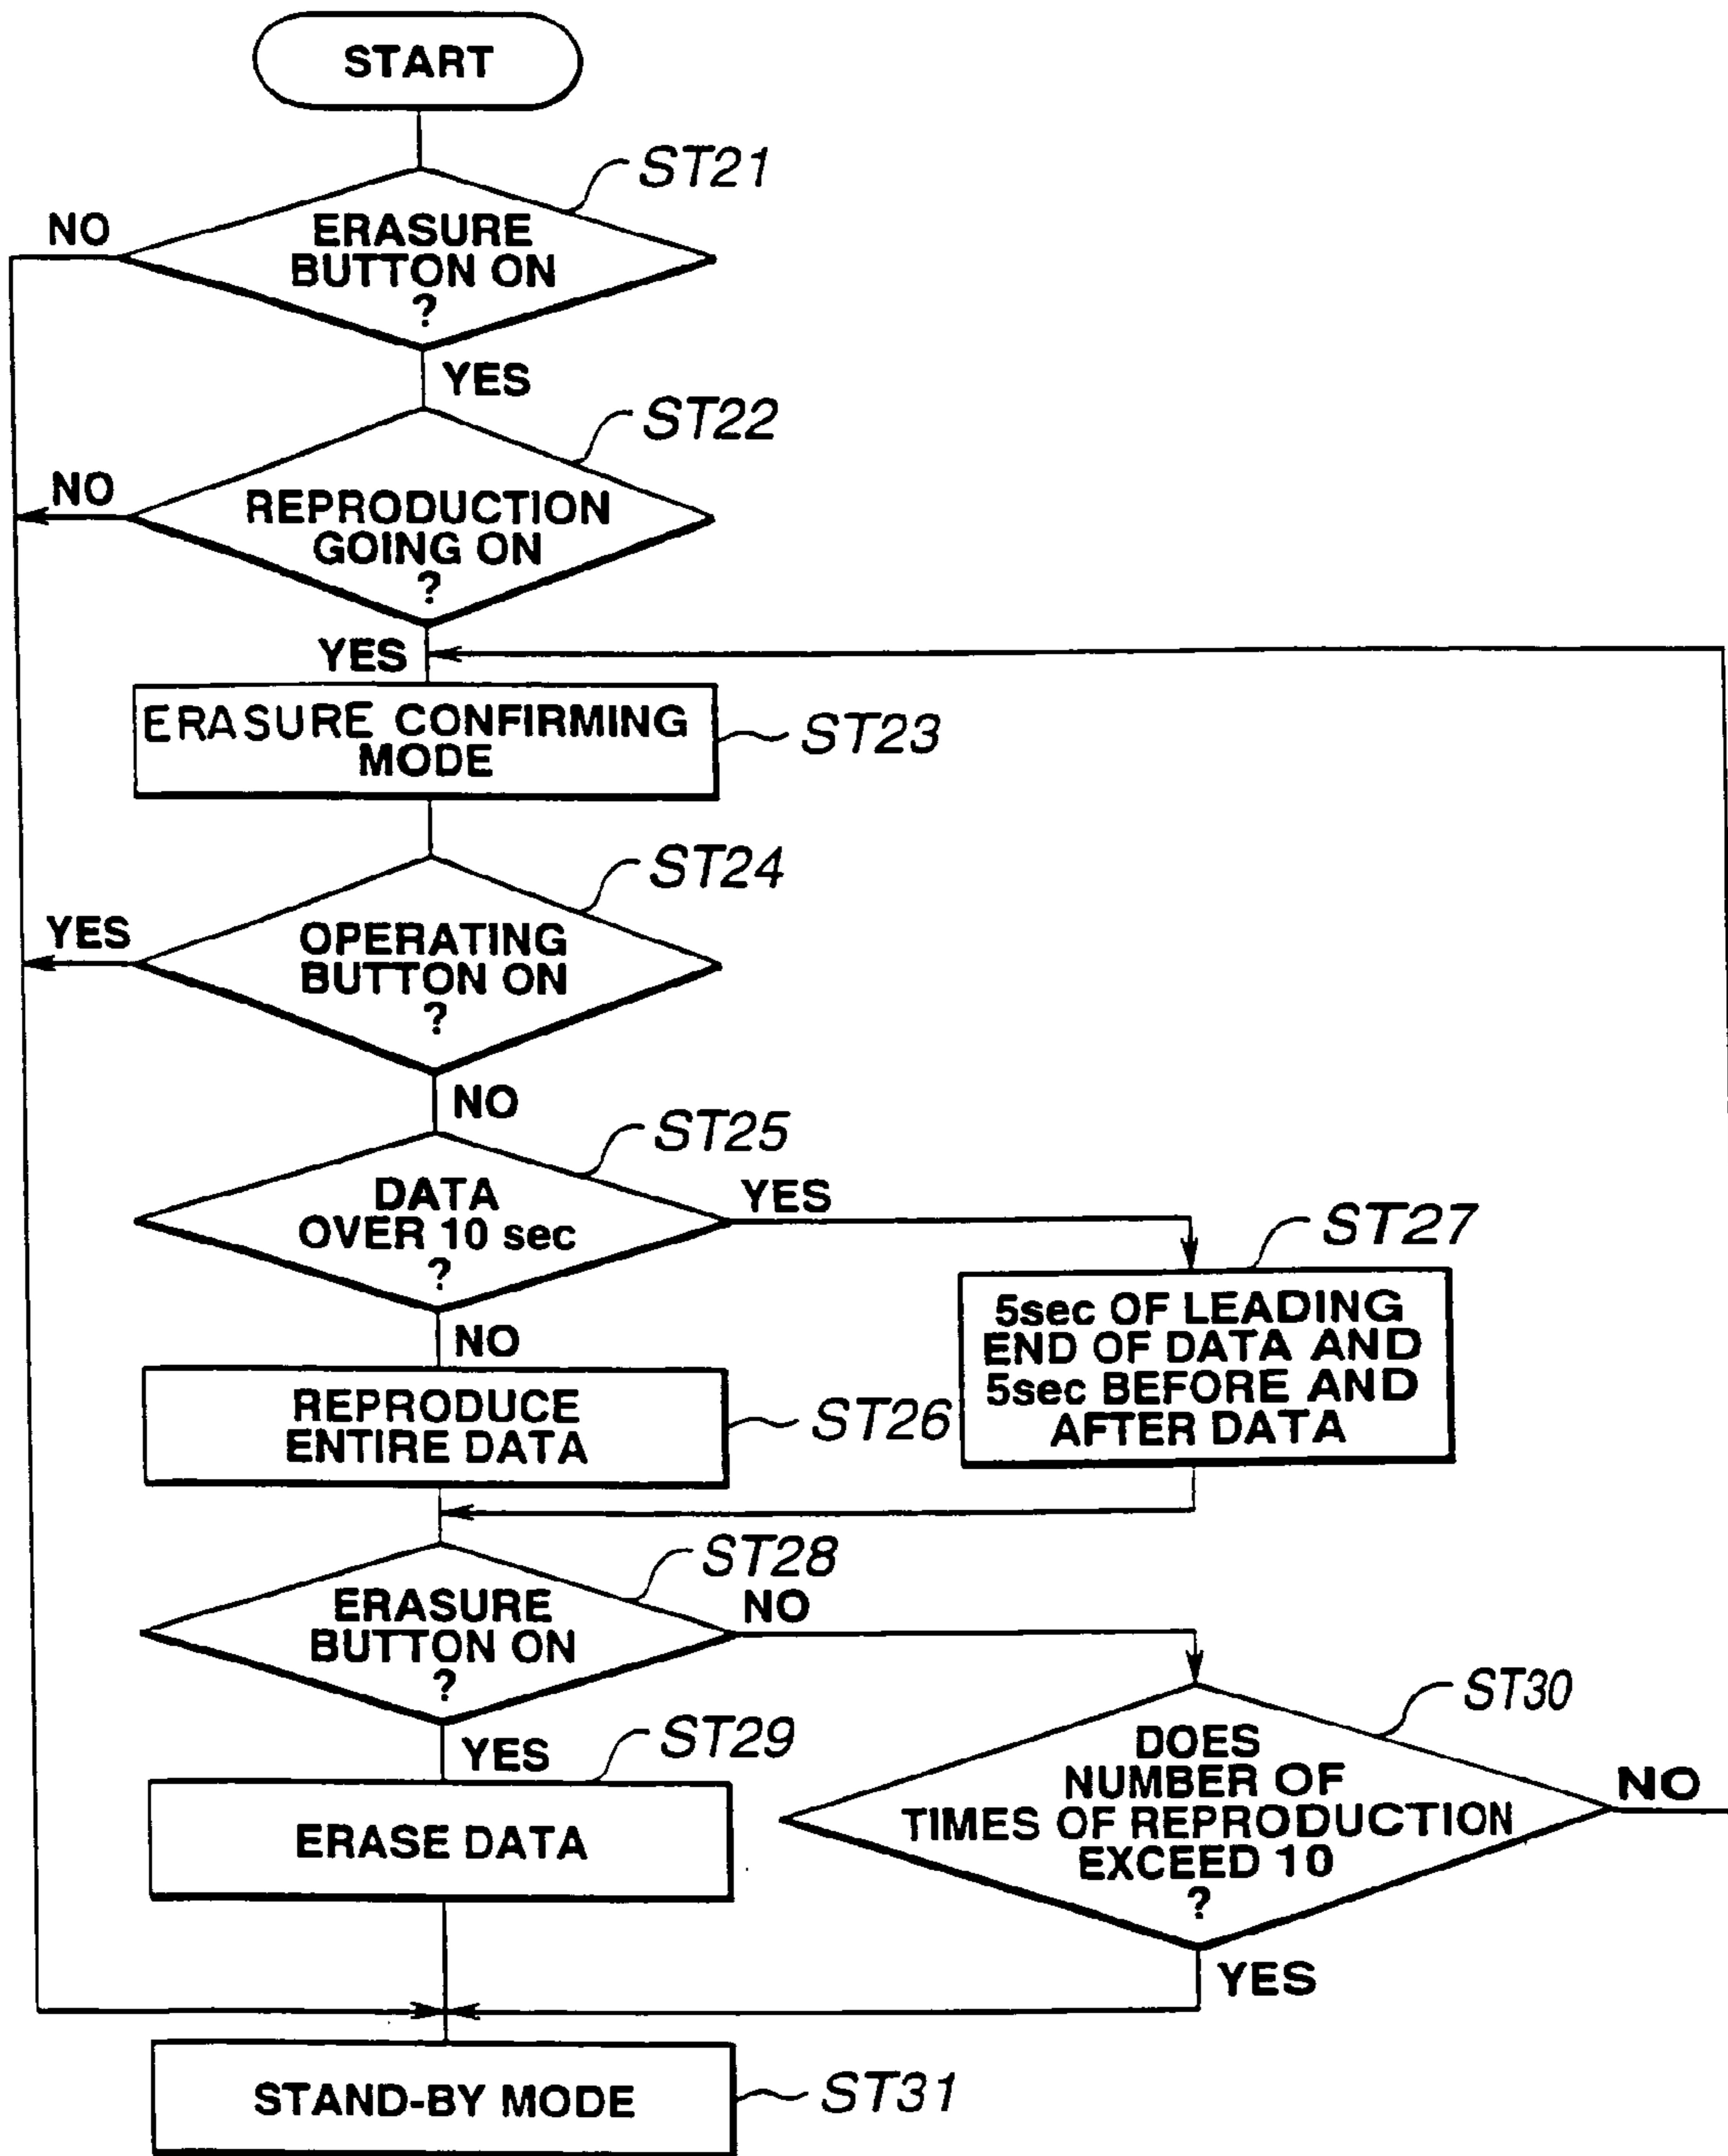 START
ST21
NO
ERASURE
BUTTON ON
?
YES
ST22
NO
REPRODUCTION
GOING ON
?
YES
ERASURE CONFIRMING
MODE
ST23
ST24
YES
OPERATING
BUTTON ON
?
NO
ST25
DATA
OVER 10 sec
?
YES
ST27
5sec OF LEADING
END OF DATA AND
5sec BEFORE AND
AFTER DATA
NO
REPRODUCE
ENTIRE DATA
ST26
ST28
ERASURE
BUTTON ON
?
NO
ST30
YES
ST29
DOES
NUMBER OF
TIMES OF REPRODUCTION
EXCEED 10
?
NO
ERASE DATA
YES
STAND-BY MODE
ST31